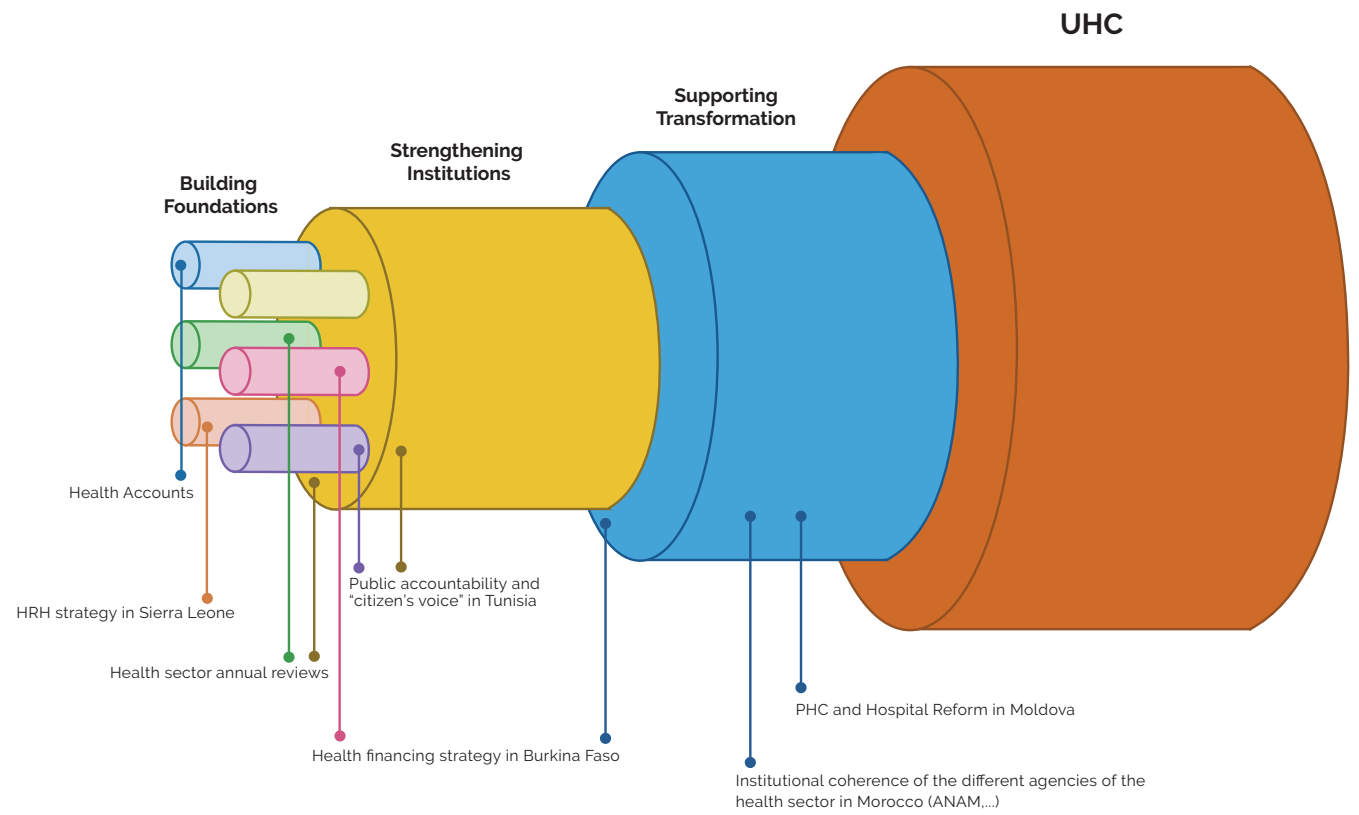 UHC
Supporting
Transformation
Strengthening
Institutions
Building
Foundations
Health Accounts
Public accountability and
“citizen’s voice” in Tunisia
HRH strategy in Sierra Leone
Health sector annual reviews
PHC and Hospital Reform in Moldova
Health financing strategy in Burkina Faso
Institutional coherence of the different agencies of the
health sector in Morocco (ANAM,...)